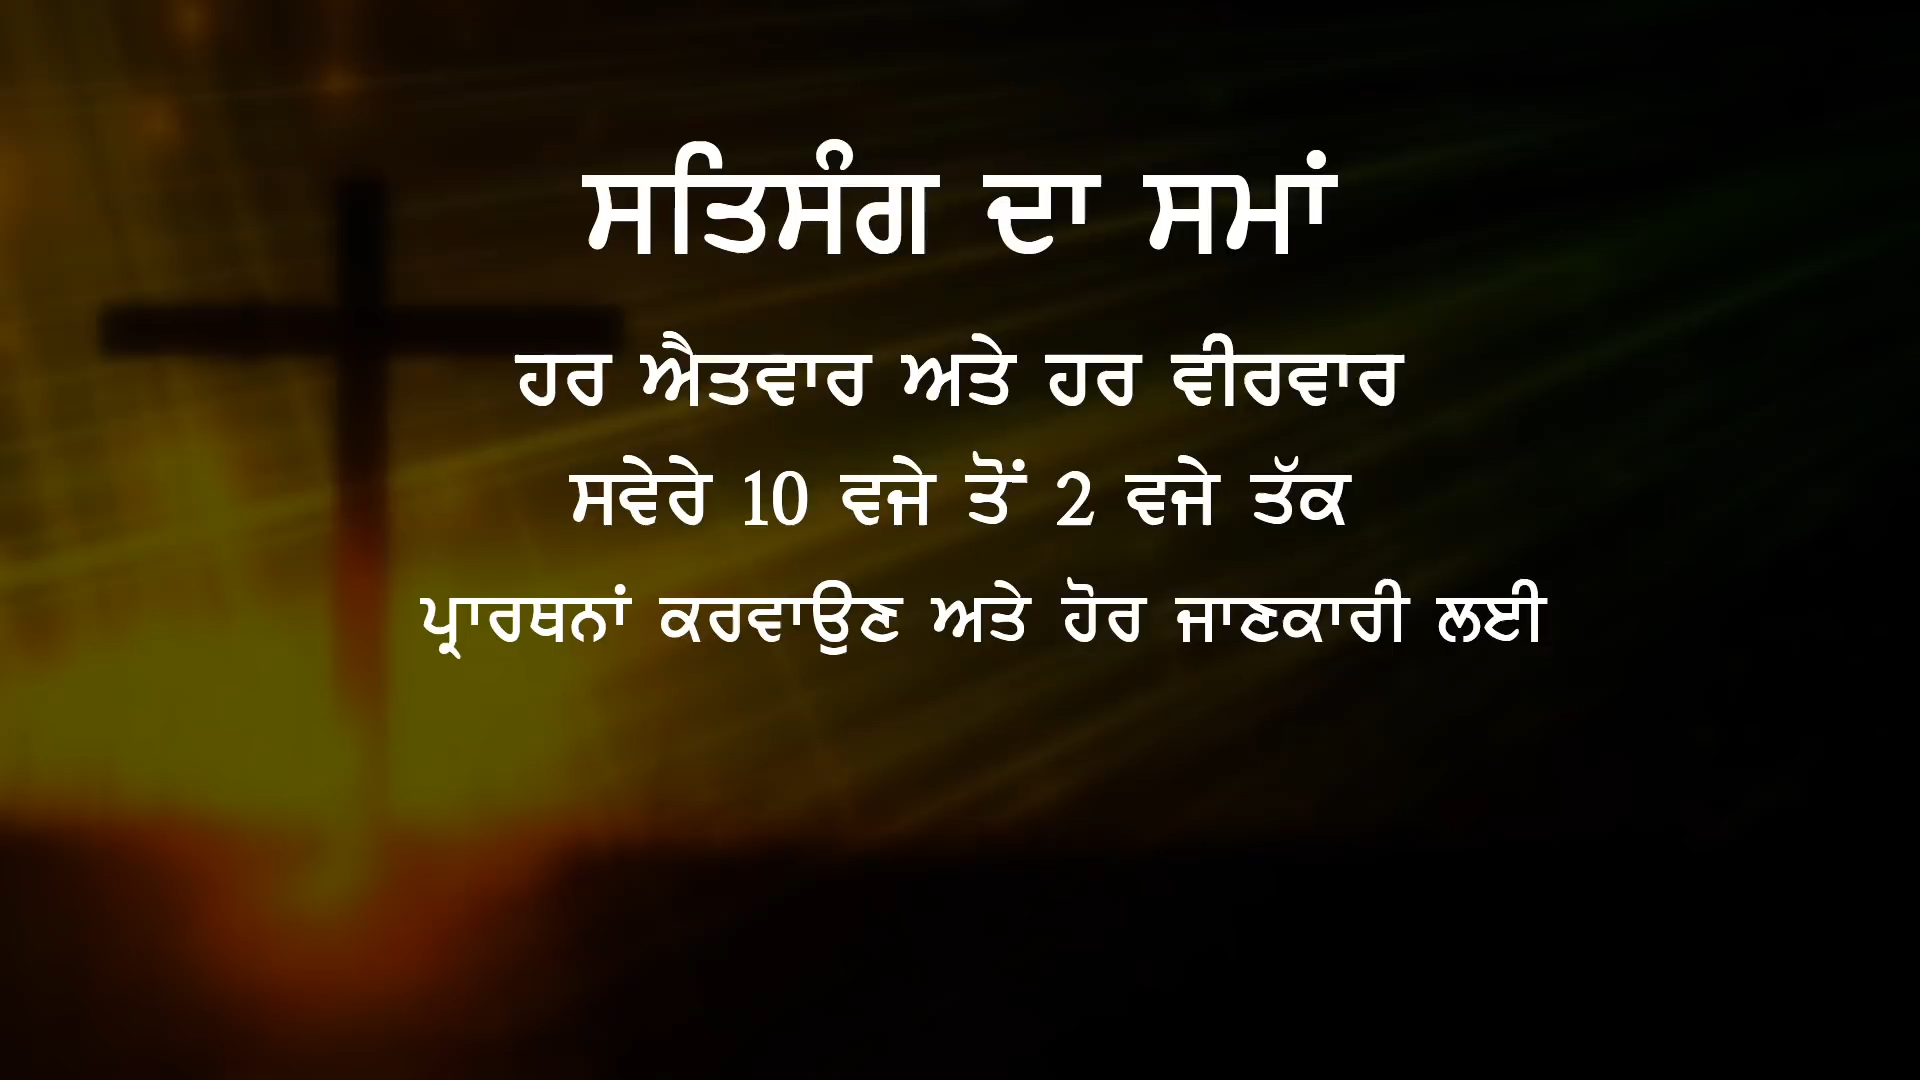 ਸਤਿਸੰਗ ਦਾ ਸਮਾਂ
ਹਰ ਐਤਵਾਰ ਅਤੇ ਹਰ ਵੀਰਵਾਰ
ਸਵੇਰੇ 10 ਵਜੇ ਤੋਂ 2 ਵਜੇ ਤੱਕ
ਪ੍ਰਾਰਥਨਾਂ ਕਰਵਾਉਣ ਅਤੇ ਹੋਰ ਜਾਣਕਾਰੀ ਲਈ